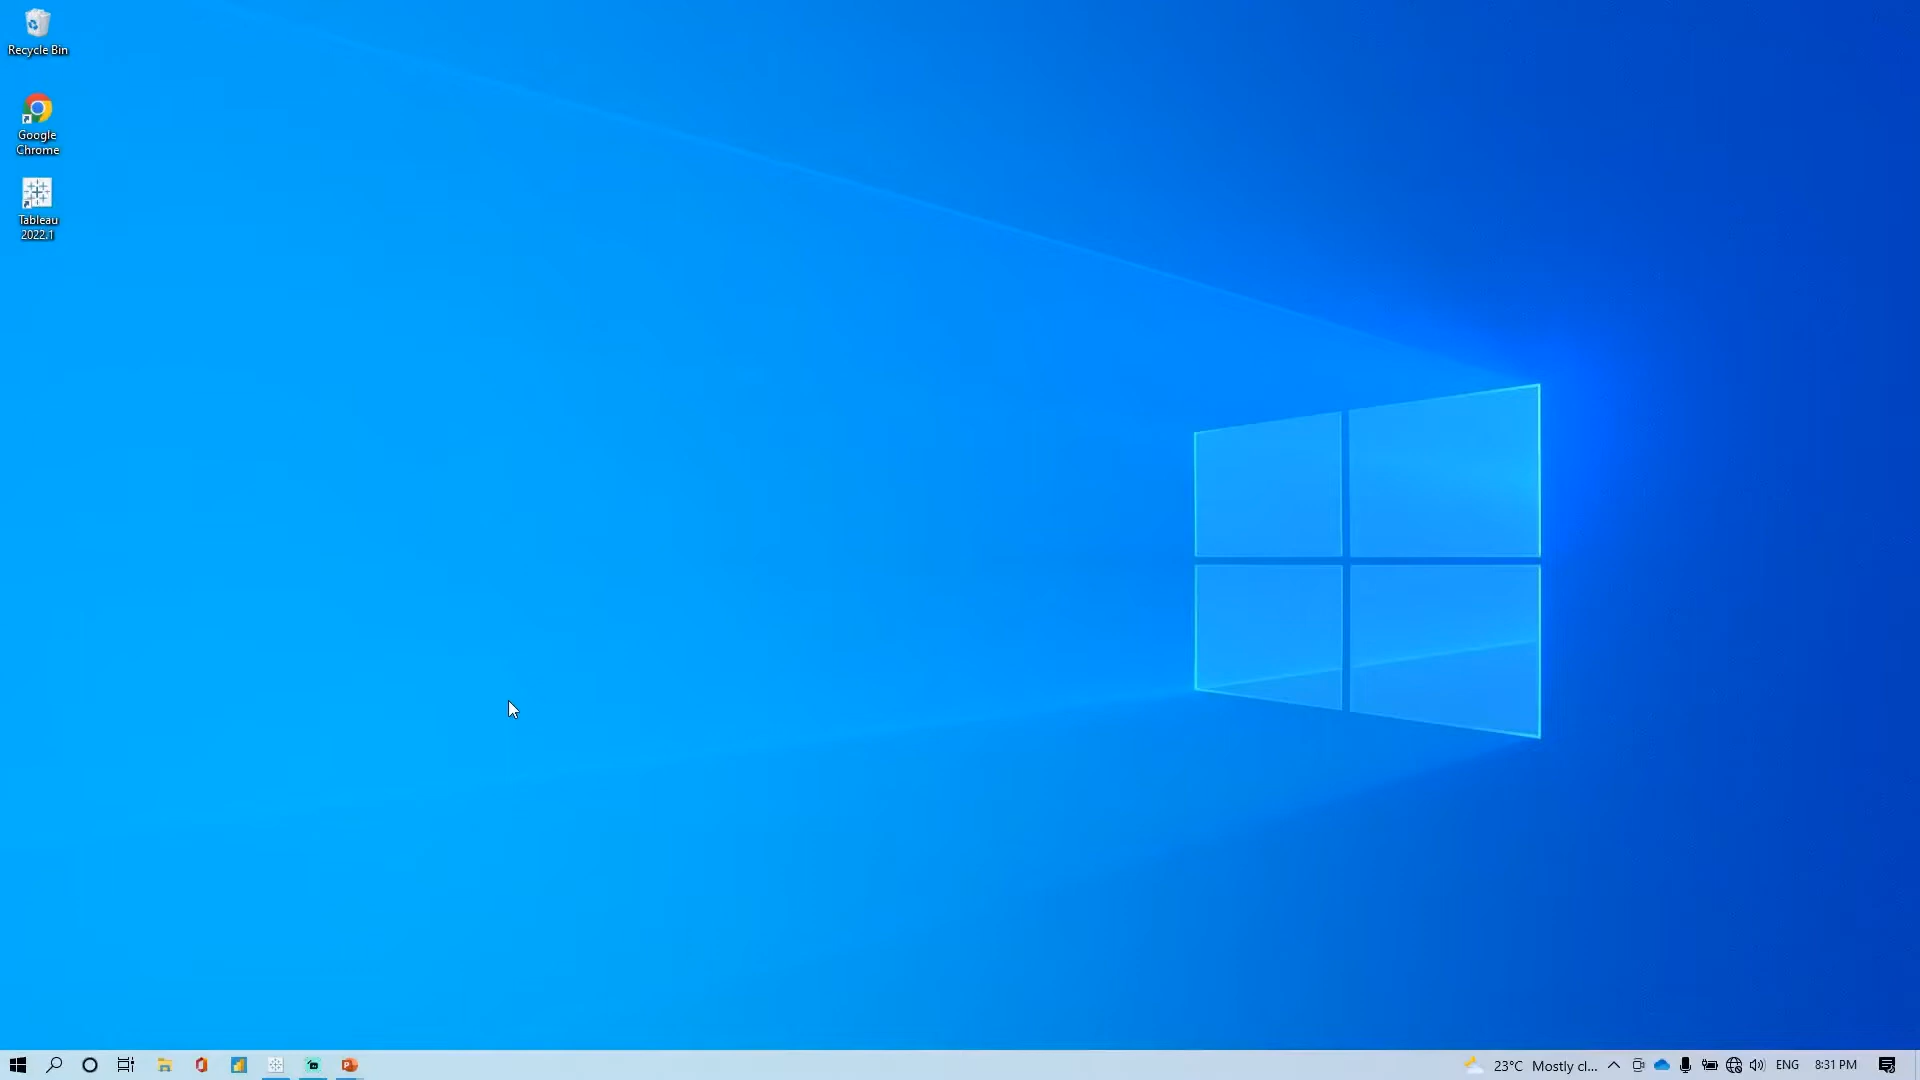 Recycle Bin
Google
Chrome
Tableau
2022.1
23°C Mostly cl... ENG 8:31 PM